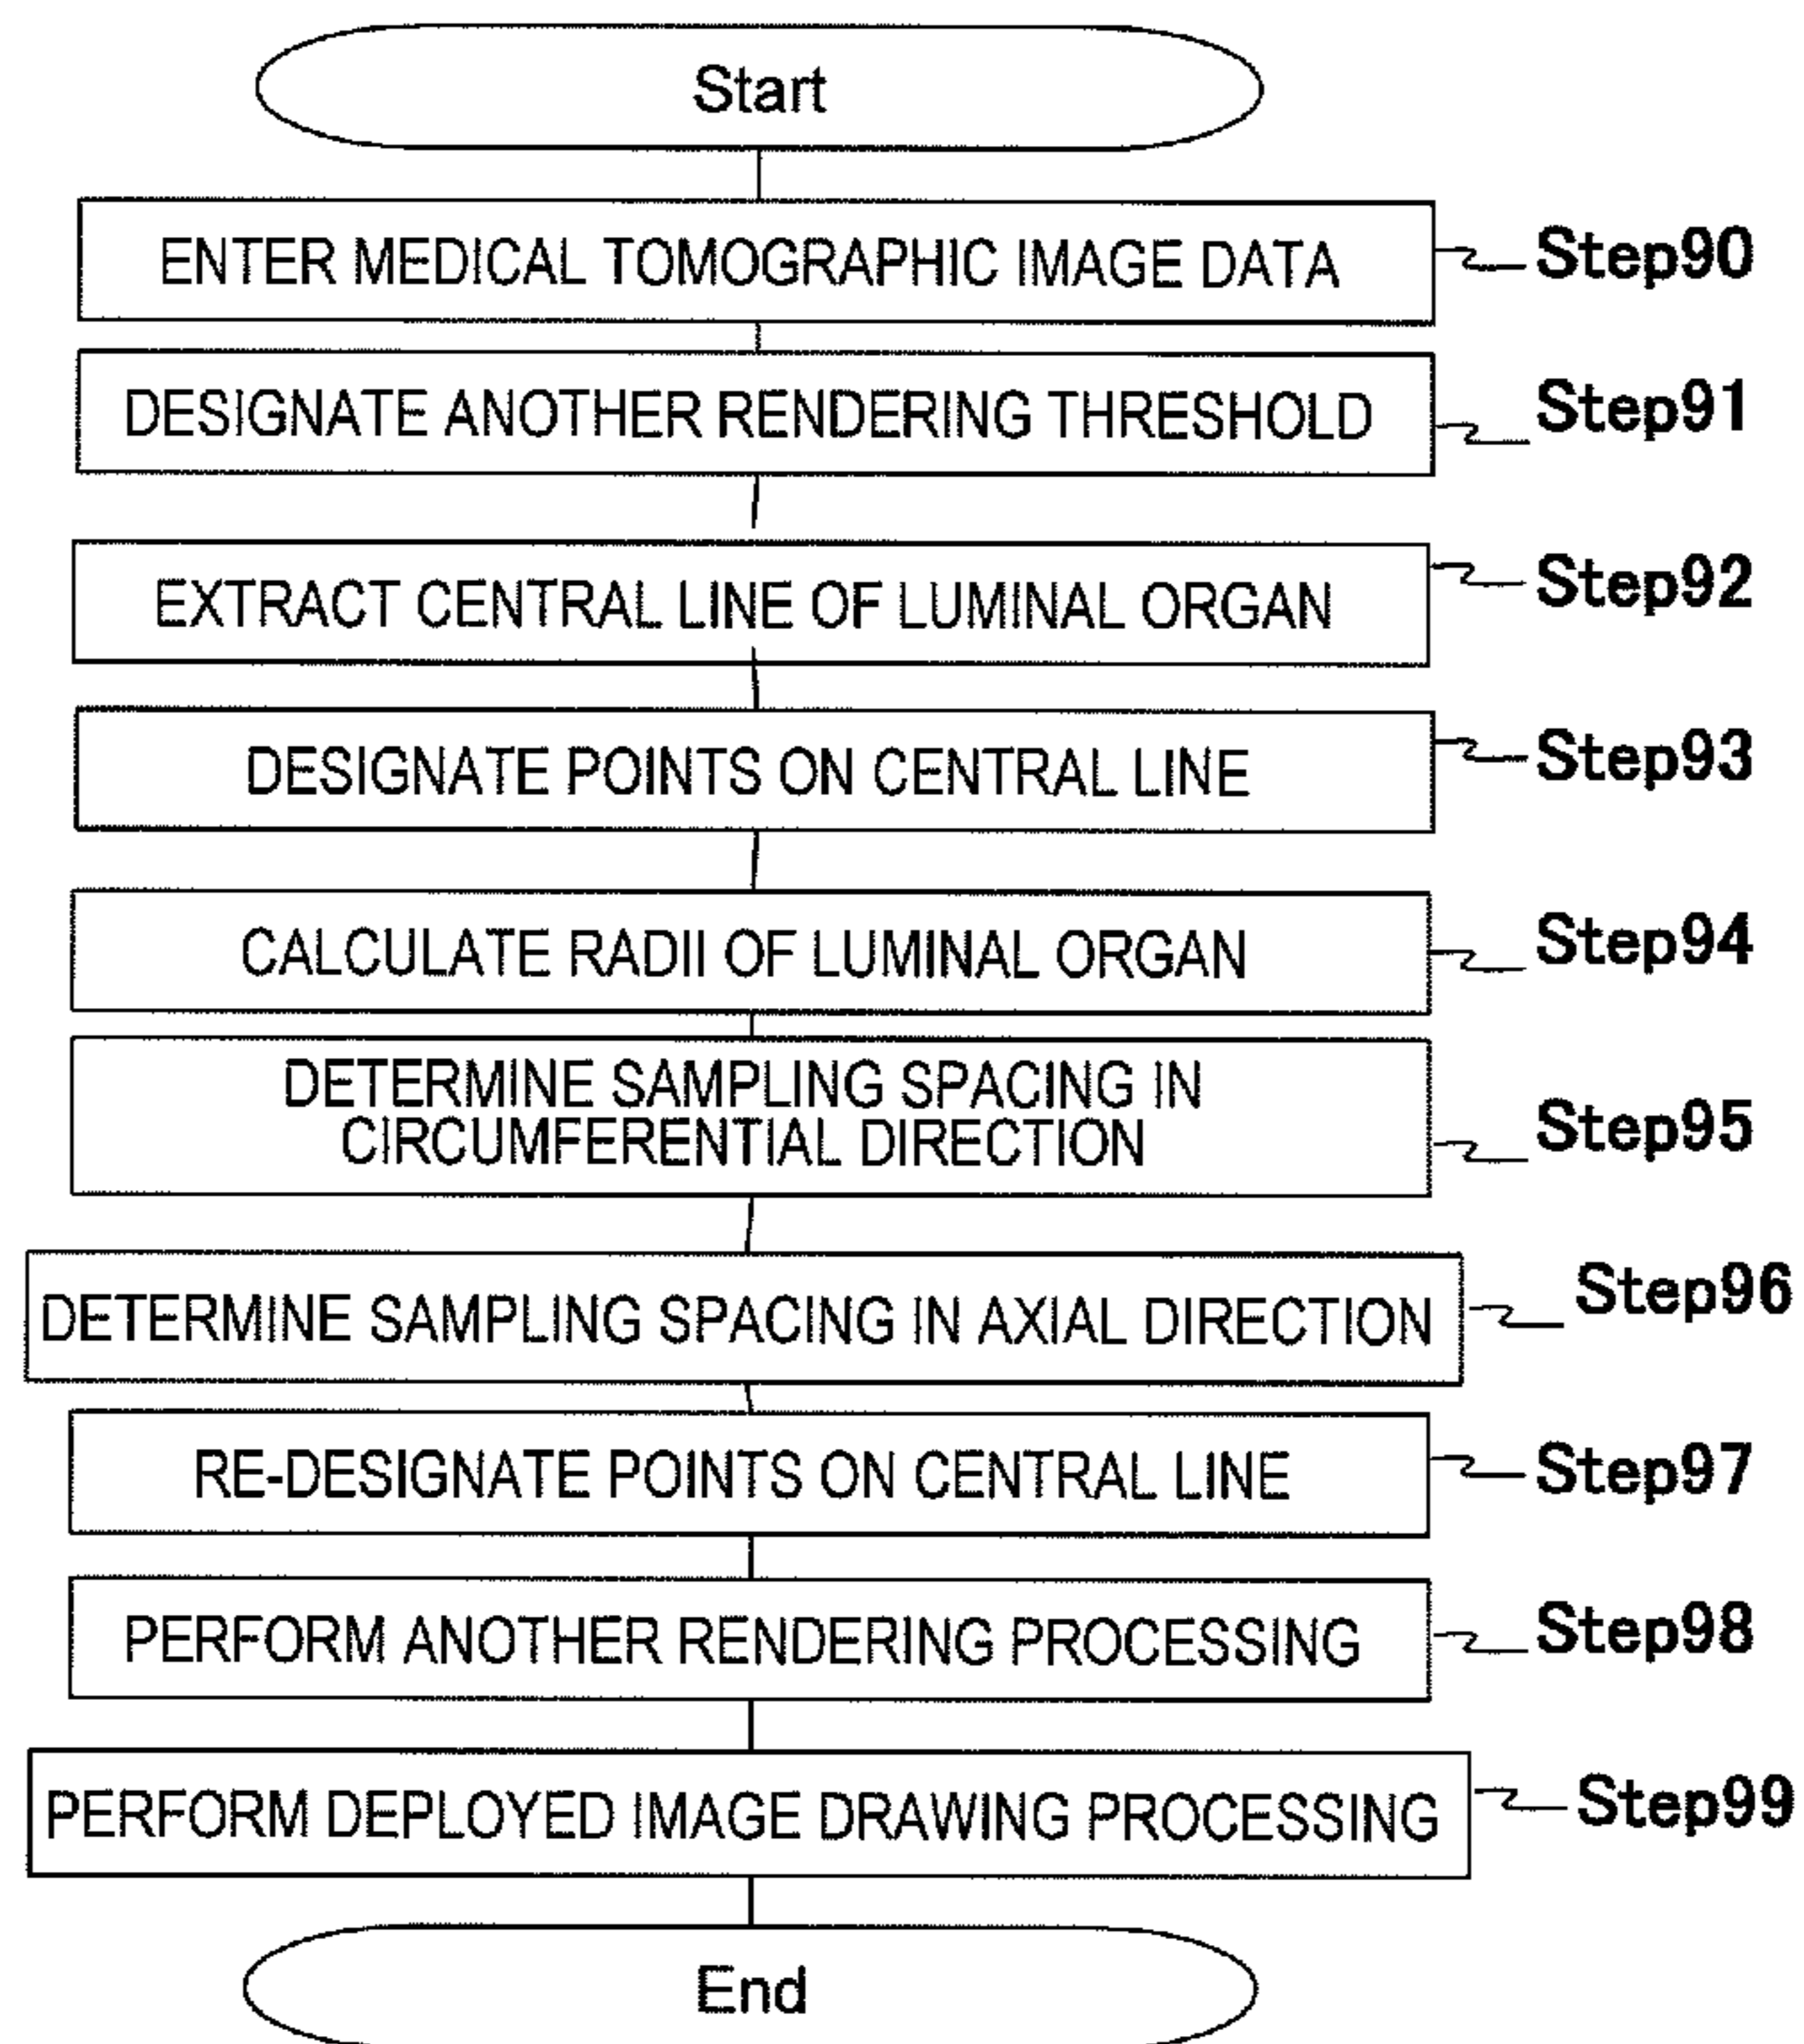 Start
ENTER MEDICAL TOMOGRAPHIC IMAGE DATA
Step90
DESIGNATE ANOTHER RENDERING THRESHOLD
Step91
EXTRACT CENTRAL LINE OF LUMINAL ORGAN
Step92
DESIGNATE POINTS ON CENTRAL LINE
Step93
CALCULATE RADII OF LUMINAL ORGAN
Step94
DETERMINE SAMPLING SPACING IN
CIRCUMFERENTIAL DIRECTION
Step95
DETERMINE SAMPLING SPACING IN AXIAL DIRECTION
Step96
RE-DESIGNATE POINTS ON CENTRAL LINE
Step97
PERFORM ANOTHER RENDERING PROCESSING
Step98
PERFORM DEPLOYED IMAGE DRAWING PROCESSING
Step99
End